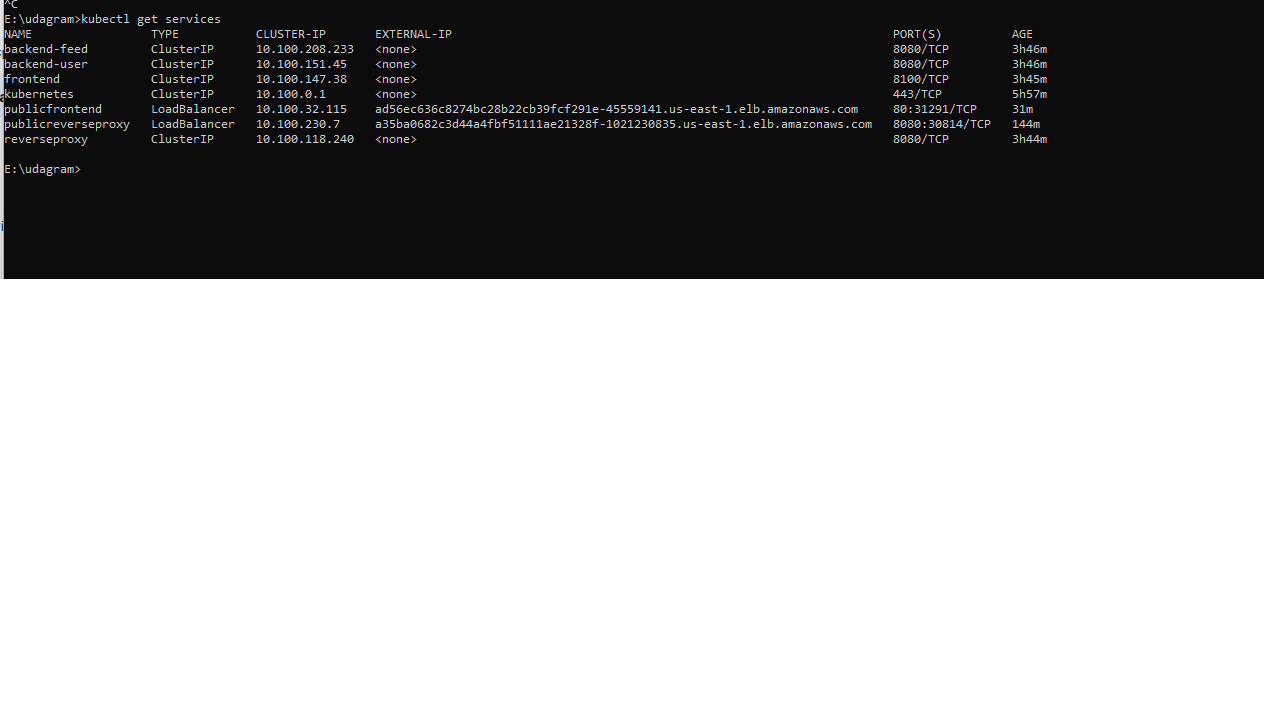 ^C
E:\udagram>kubectl get services
NAME TYPE CLUSTER-IP EXTERNAL-IP PORT(S) AGE
backend-feed ClusterIP 10.100.208.233 <none> 8080/TCP 3h46m
backend-user ClusterIP 10.100.151.45 <none> 8080/TCP 3h46m
frontend ClusterIP 10.100.147.38 <none> 8100/TCP 3h45m
kubernetes ClusterIP 10.100.0.1 <none> 443/TCP 5h57m
publicfrontend LoadBalancer 10.100.32.115 ad56ec636c8274bc28b22cb39fcf291e-45559141.us-east-1.elb.amazonaws.com 80:31291/TCP 31m
publicreverseproxy LoadBalancer 10.100.230.7 a35ba0682c3d44a4fbf51111ae21328f-1021230835.us-east-1.elb.amazonaws.com 8080:30814/TCP 144m
reverseproxy ClusterIP 10.100.118.240 <none> 8080/TCP 3h44m
E:\udagram>